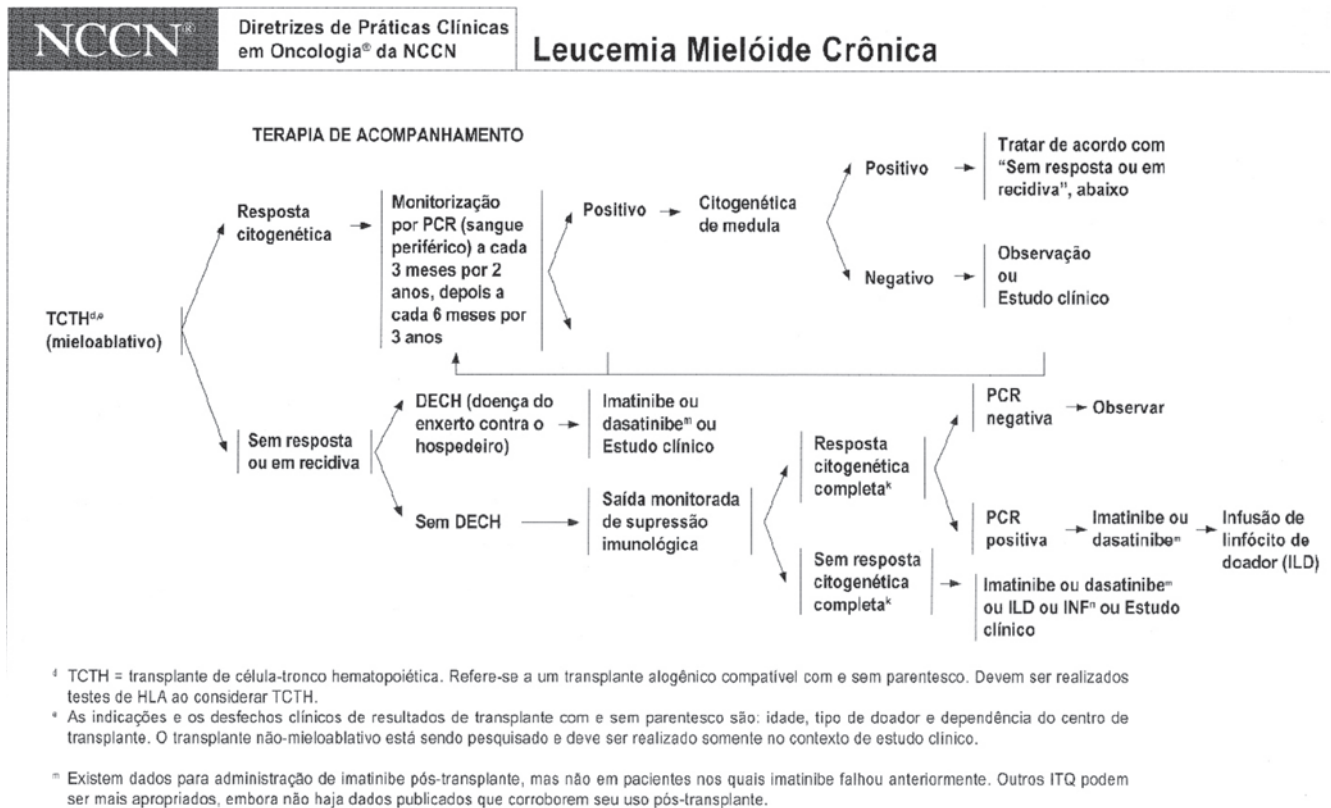 NCCN®
Diretrizes de Práticas Clínicas
em Oncologia® da NCCN
Leucemia Mielóide Crônica
TERAPIA DE ACOMPANHAMENTO
TCTHᵈ,ᵉ
(mieloablativo)
Resposta
citogenética
Monitorização
por PCR (sangue
periférico) a cada
3 meses por 2
anos, depois a
cada 6 meses por
3 anos
Positivo
Citogenética
de medula
Positivo
Tratar de acordo com
“Sem resposta ou em
recidiva”, abaixo
Negativo
Observação
ou
Estudo clínico
Sem resposta
ou em recidiva
DECH (doença do
enxerto contra o
hospedeiro)
Imatinibe ou
dasatinibeᵐ ou
Estudo clínico
Sem DECH
Saída monitorada
de supressão
imunológica
Resposta
citogenética
completaᵏ
PCR
negativa
Observar
PCR
positiva
Imatinibe ou
dasatinibeᵐ
Infusão de
linfócito de
doador (ILD)
Sem resposta
citogenética
completaᵏ
Imatinibe ou dasatinibeᵐ
ou ILD ou INFⁿ ou Estudo
clínico
ᵈ TCTH = transplante de célula-tronco hematopoiética. Refere-se a um transplante alogênico compatível com e sem parentesco. Devem ser realizados
testes de HLA ao considerar TCTH.
ᵉ As indicações e os desfechos clínicos de resultados de transplante com e sem parentesco são: idade, tipo de doador e dependência do centro de
transplante. O transplante não-mieloablativo está sendo pesquisado e deve ser realizado somente no contexto de estudo clínico.
ᵐ Existem dados para administração de imatinibe pós-transplante, mas não em pacientes nos quais imatinibe falhou anteriormente. Outros ITQ podem
ser mais apropriados, embora não haja dados publicados que corroborem seu uso pós-transplante.